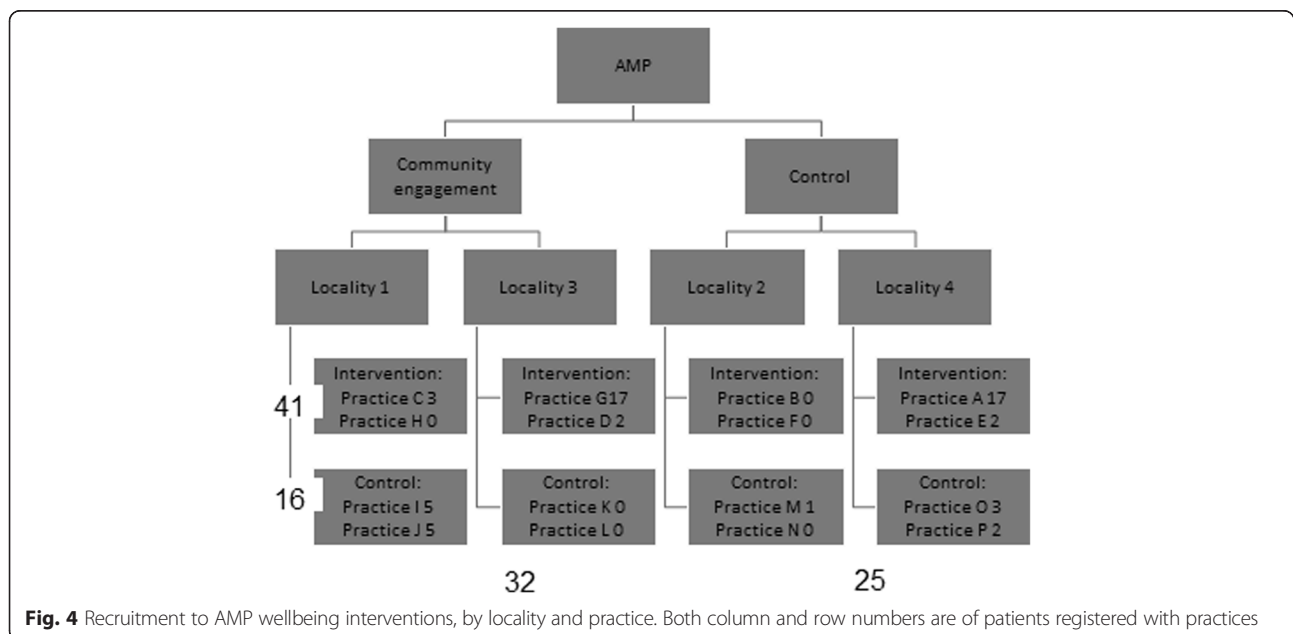 AMP
Community
engagement
Control
Locality 1
Locality 3
Locality 2
Locality 4
41
Intervention:
Practice C 3
Practice H 0
Intervention:
Practice G17
Practice D 2
Intervention:
Practice B 0
Practice F 0
Intervention:
Practice A 17
Practice E 2
16
Control:
Practice I 5
Practice J 5
Control:
Practice K 0
Practice L 0
Control:
Practice M 1
Practice N 0
Control:
Practice O 3
Practice P 2
32
25
Fig. 4 Recruitment to AMP wellbeing interventions, by locality and practice. Both column and row numbers are of patients registered with practices